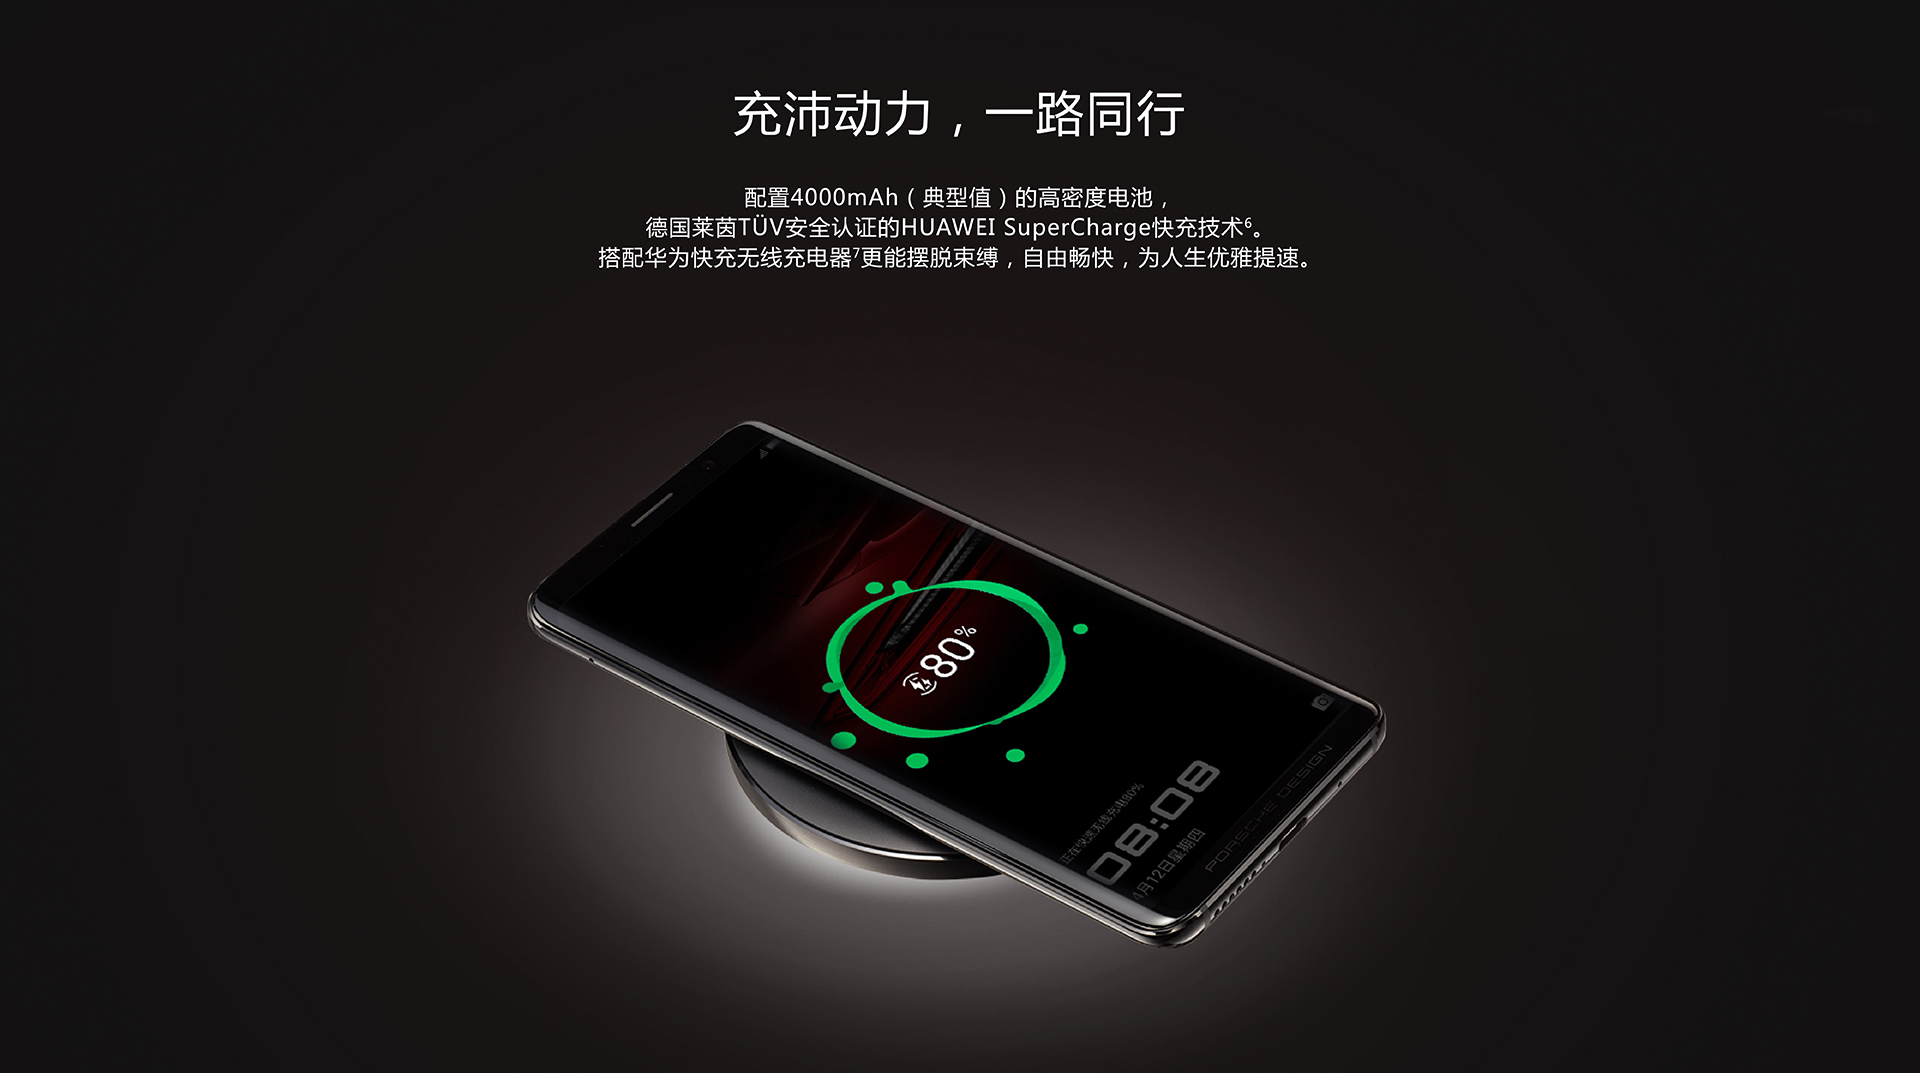 充沛动力，一路同行
配置4000mAh（典型值）的高密度电池，
德国莱茵TÜV安全认证的HUAWEI SuperCharge快充技术⁶。
搭配华为快充无线充电器⁷更能摆脱束缚，自由畅快，为人生优雅提速。
80%
正在快速无线充电80%
08:08
4月12日星期四
PORSCHE DESIGN